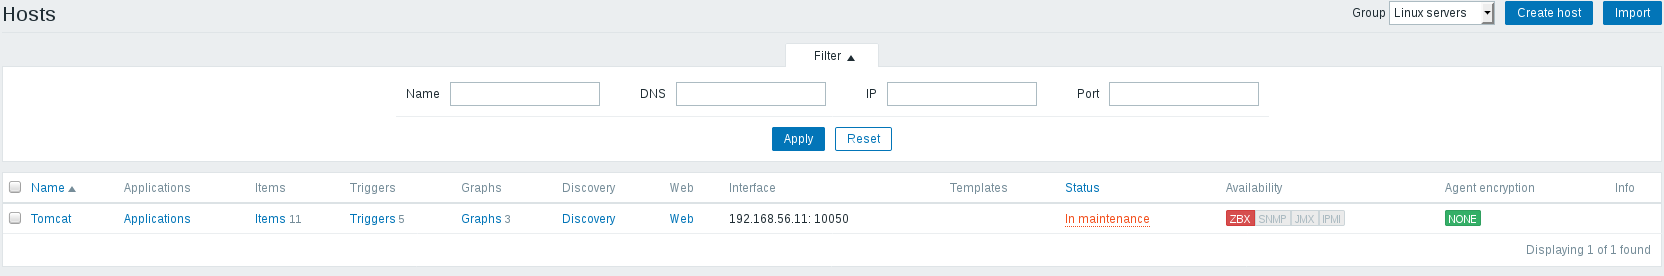 Hosts Group Linux servers Create host Import
Filter
Name DNS IP Port
Apply Reset
Name Applications Items Triggers Graphs Discovery Web Interface Templates Status Availability Agent encryption Info
Tomcat Applications Items 11 Triggers 5 Graphs 3 Discovery Web 192.168.56.11: 10050 In maintenance ZBX SNMP JMX IPMI NONE
Displaying 1 of 1 found